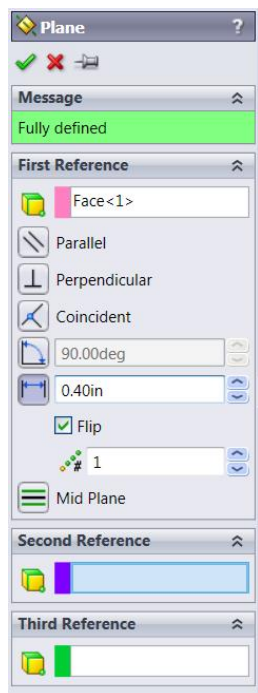 Plane ?
Message
Fully defined
First Reference
Face<1>
Parallel
Perpendicular
Coincident
90.00deg
0.40in
Flip
# 1
Mid Plane
Second Reference
Third Reference